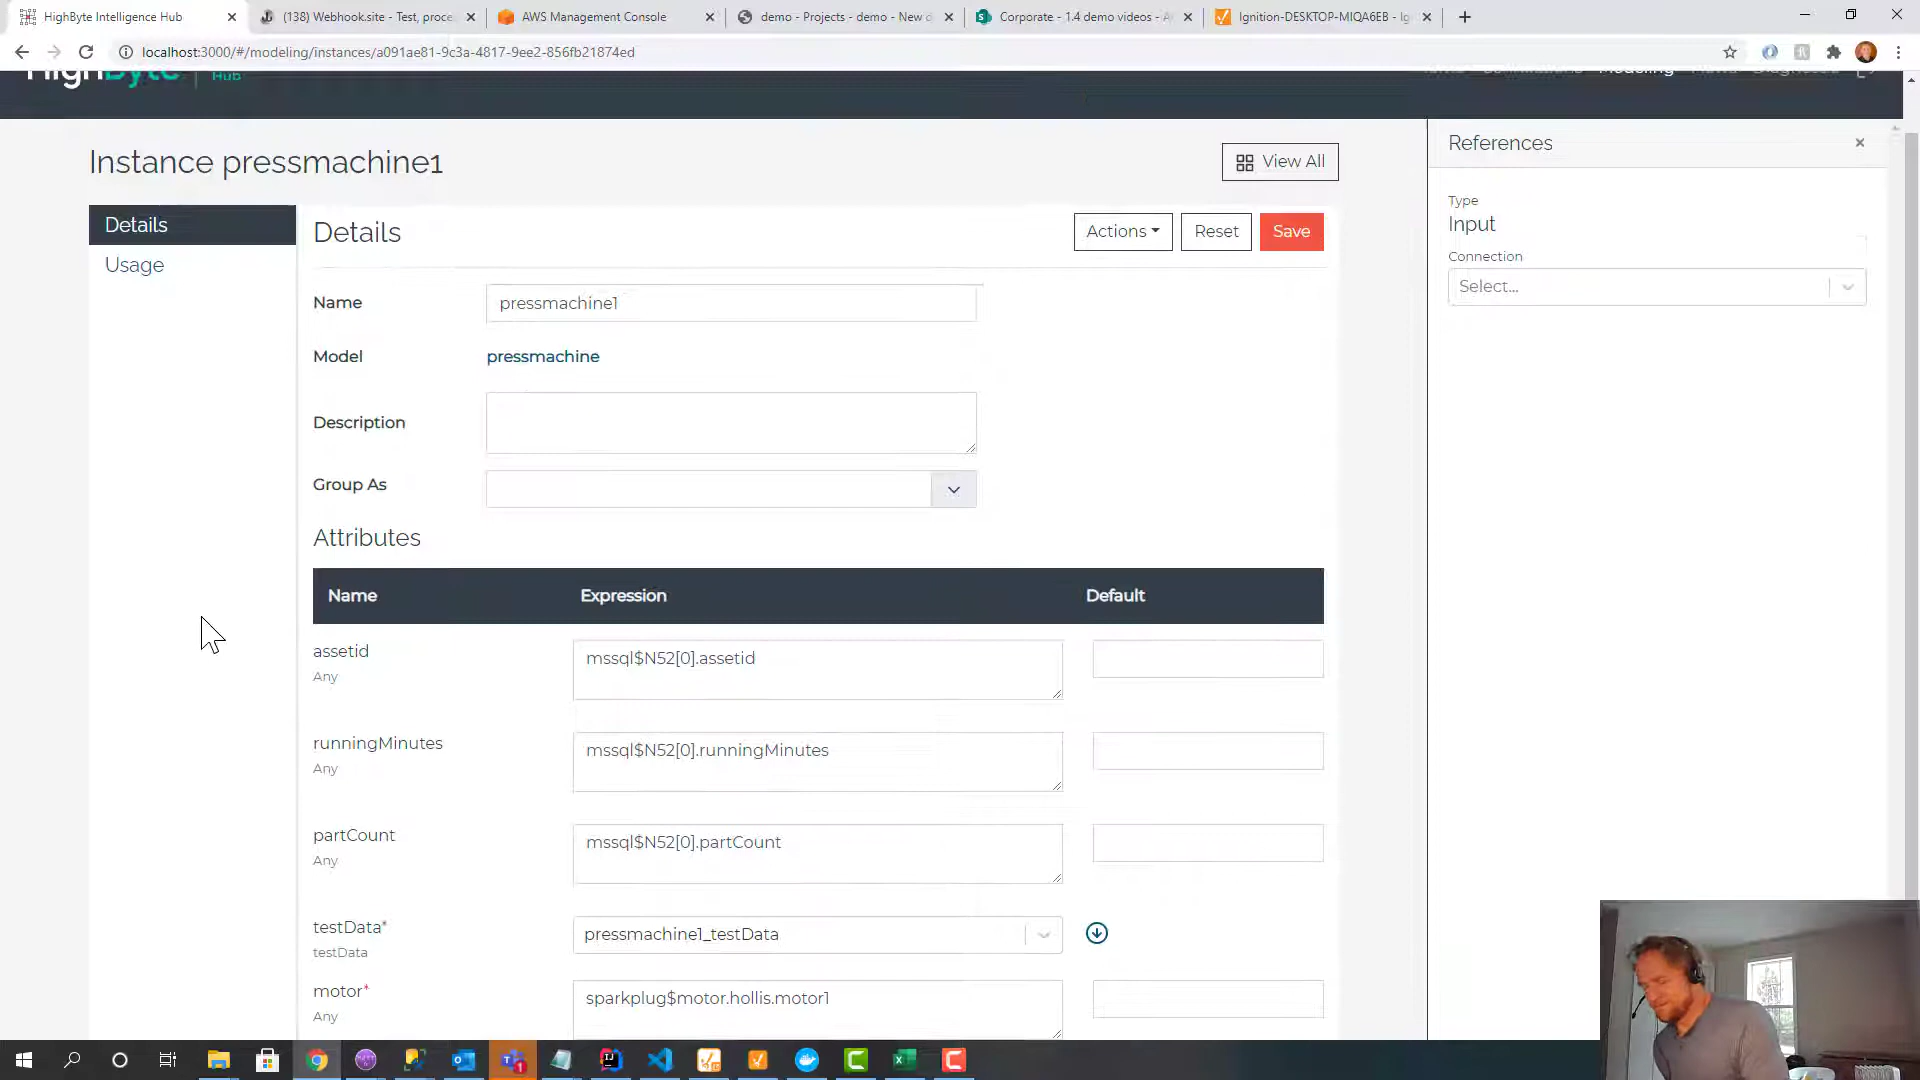 HighByte Intelligence Hub
(138) Webhook.site - Test, proce
AWS Management Console
demo - Projects - demo - New d
Corporate - 1.4 demo videos - A
Ignition-DESKTOP-MIQA6EB - Ig
localhost:3000/#/modeling/instances/a091ae81-9c3a-4817-9ee2-856fb21874ed
HighByte
Hub
Modeling
Instance pressmachine1
View All
References
Details
Usage
Details
Actions
Reset
Save
Type
Input
Connection
Select...
Name
pressmachine1
Model
pressmachine
Description
Group As
Attributes
Name
Expression
Default
assetid
Any
mssql$N52[0].assetid
runningMinutes
Any
mssql$N52[0].runningMinutes
partCount
Any
mssql$N52[0].partCount
testData*
testData
pressmachine1_testData
motor*
Any
sparkplug$motor.hollis.motor1